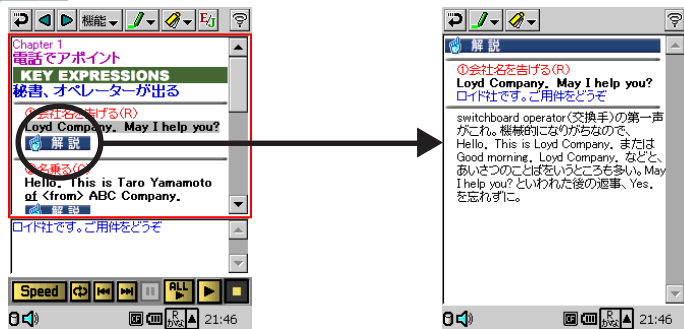 機能
E/J
Chapter 1
電話でアポイント
KEY EXPRESSIONS
秘書、オペレーターが出る
①会社名を告げる(R)
Loyd Company. May I help you?
解説
②名乗る(C)
Hello. This is Taro Yamamoto
of <from> ABC Company.
解説
ロイド社です。ご用件をどうぞ
Speed
ALL
R
かな
21:46
解説
①会社名を告げる(R)
Loyd Company. May I help you?
ロイド社です。ご用件をどうぞ
switchboard operator(交換手)の第一声
がこれ。機械的になりがちなので、
Hello. This is Loyd Company. または
Good morning. Loyd Company. などと、
あいさつのことばをいうところも多い。May
I help you? といわれた後の返事、Yes.
を忘れずに。
R
かな
21:46